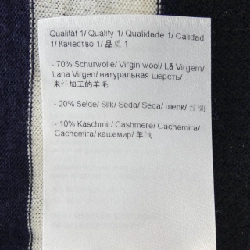 Qualität 1/ Quality 1/ Qualidade 1/ Calidad
1/ Качество 1/ 品质 1
- 70% Schurwolle/ Virgin wool/ Lã Virgem/
Lana Virgen/ натуральная шерсть/
未加工的羊毛
- 20% Seide/ Silk/ Seda/ Seda/ шелк/ 丝绸
- 10% Kaschmir/ Cashmere/ Cachemira/
Cachemira/ кашемир/ 羊绒